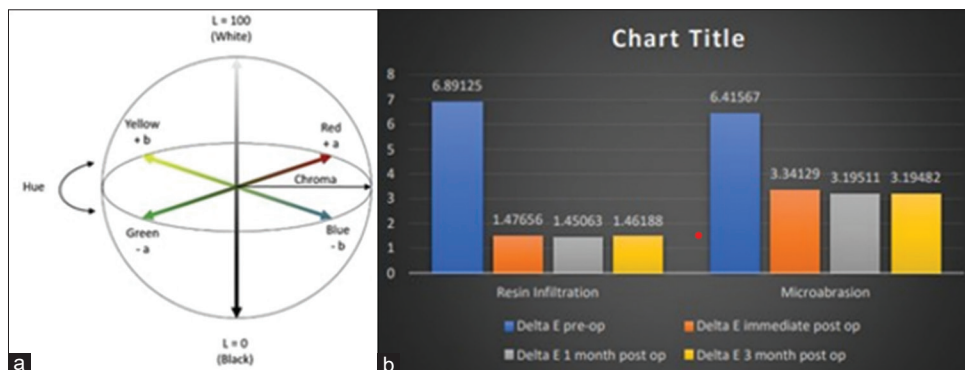 L = 100
(White)
Yellow
+ b
Red
+ a
Hue
Chroma
Green
- a
Blue
- b
L = 0
(Black)
a
Chart Title
8
7
6
5
4
3
2
1
0
6.89125
1.47656
1.45063
1.46188
6.41567
3.34129
3.19511
3.19482
Resin Infiltration
Microabrasion
Delta E pre-op
Delta E immediate post op
Delta E 1 month post op
Delta E 3 month post op
b